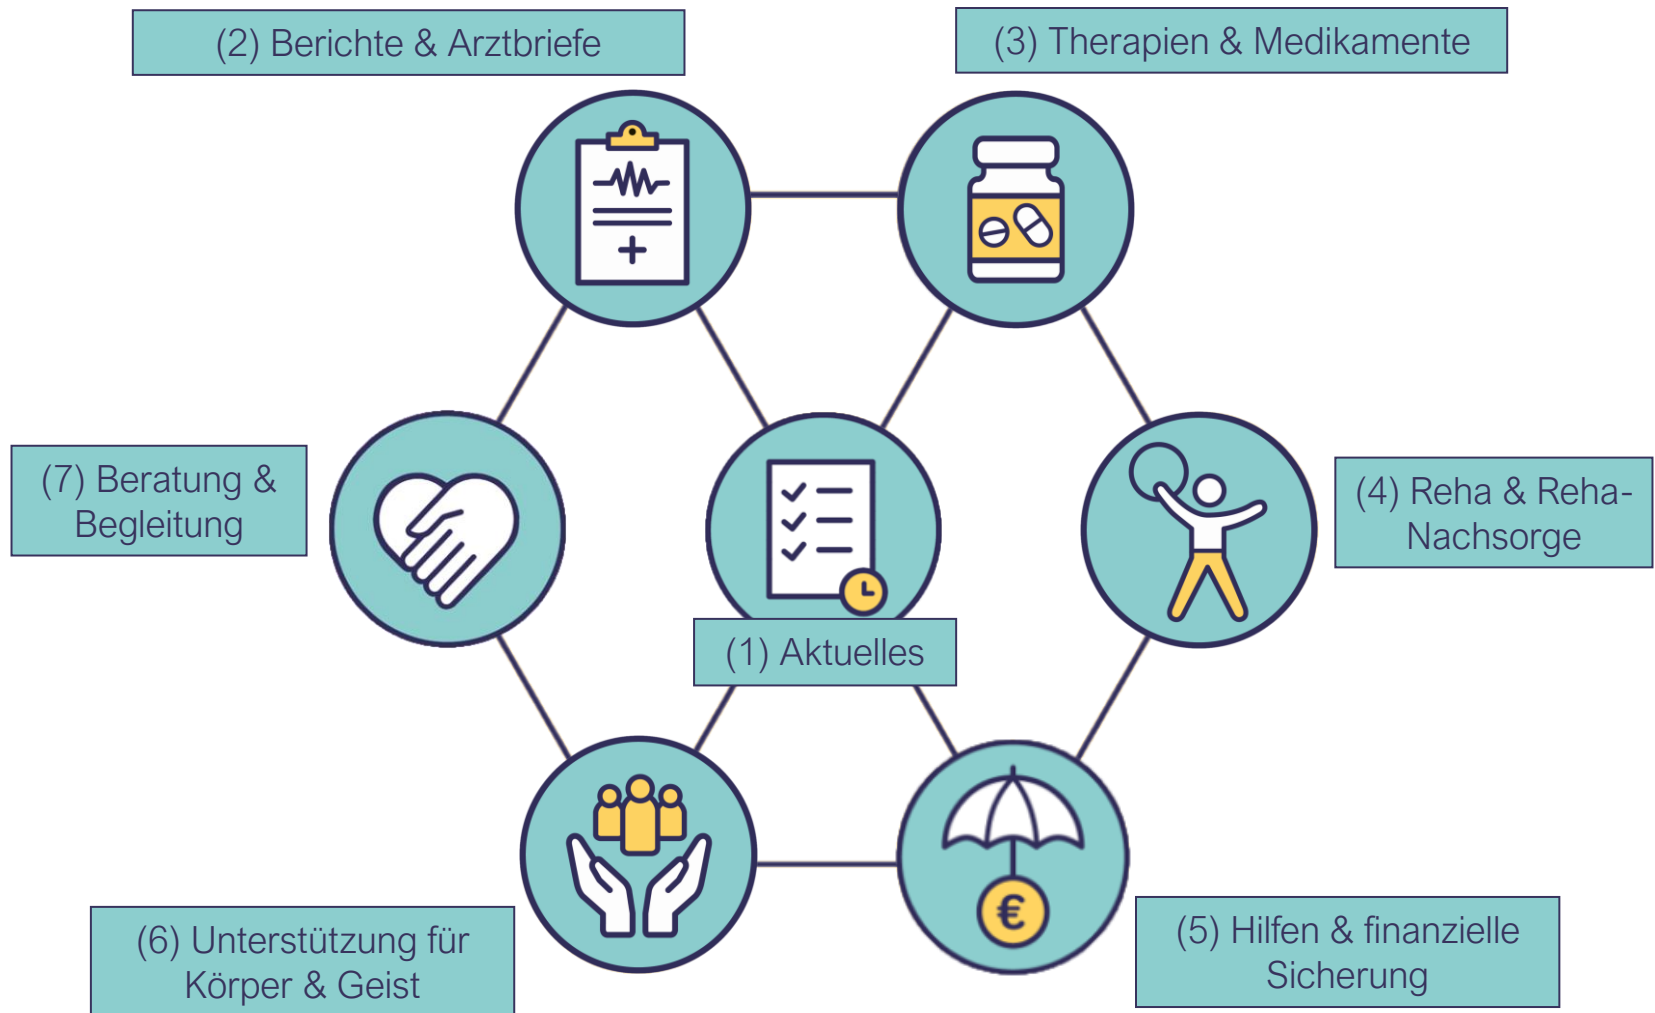 (2) Berichte & Arztbriefe
(3) Therapien & Medikamente
(7) Beratung &
Begleitung
(4) Reha & Reha-
Nachsorge
(1) Aktuelles
(6) Unterstützung für
Körper & Geist
(5) Hilfen & finanzielle
Sicherung
€